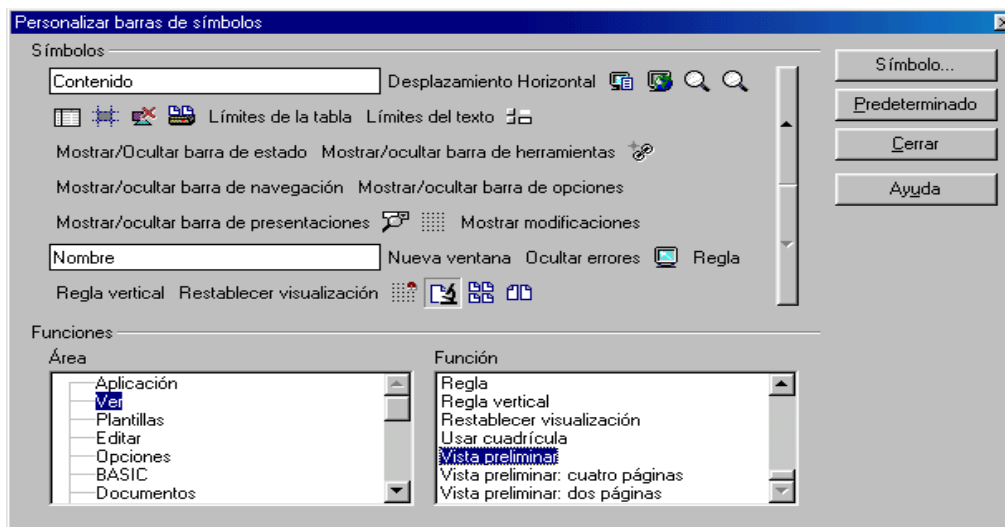 Personalizar barras de símbolos
Símbolos
Contenido Desplazamiento Horizontal
Límites de la tabla Límites del texto
Mostrar/Ocultar barra de estado Mostrar/ocultar barra de herramientas
Mostrar/ocultar barra de navegación Mostrar/ocultar barra de opciones
Mostrar/ocultar barra de presentaciones Mostrar modificaciones
Nombre Nueva ventana Ocultar errores Regla
Regla vertical Restablecer visualización
Símbolo...
Predeterminado
Cerrar
Ayuda
Funciones
Área
Aplicación
Ver
Plantillas
Editar
Opciones
BASIC
Documentos
Función
Regla
Regla vertical
Restablecer visualización
Usar cuadrícula
Vista preliminar
Vista preliminar: cuatro páginas
Vista preliminar: dos páginas